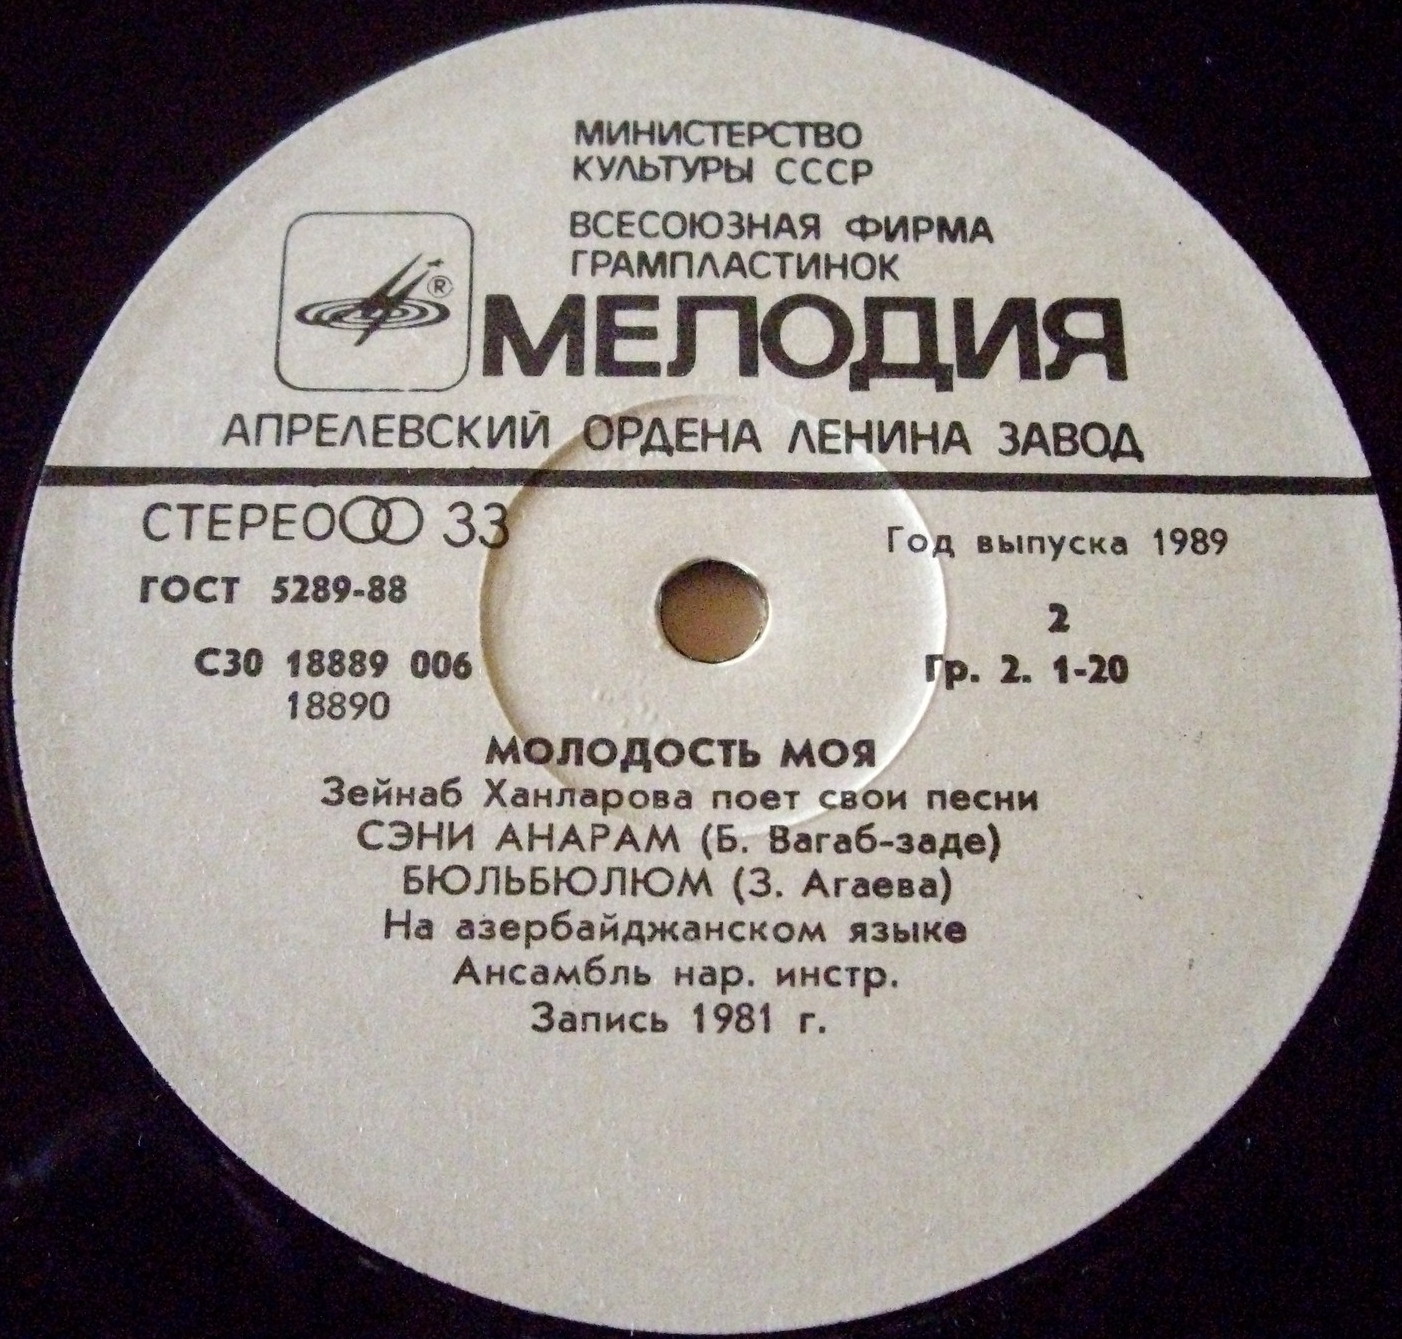 МИНИСТЕРСТВО
КУЛЬТУРЫ СССР
ВСЕСОЮЗНАЯ ФИРМА
ГРАМПЛАСТИНОК
®
МЕЛОДИЯ
АПРЕЛЕВСКИЙ ОРДЕНА ЛЕНИНА ЗАВОД
СТЕРЕО 33
Год выпуска 1989
ГОСТ 5289-88
2
С30 18889 006
Гр. 2. 1-20
18890
МОЛОДОСТЬ МОЯ
Зейнаб Ханларова поет свои песни
СЭНИ АНАРАМ (Б. Вагаб-заде)
БЮЛЬБЮЛЮМ (З. Агаева)
На азербайджанском языке
Ансамбль нар. инстр.
Запись 1981 г.